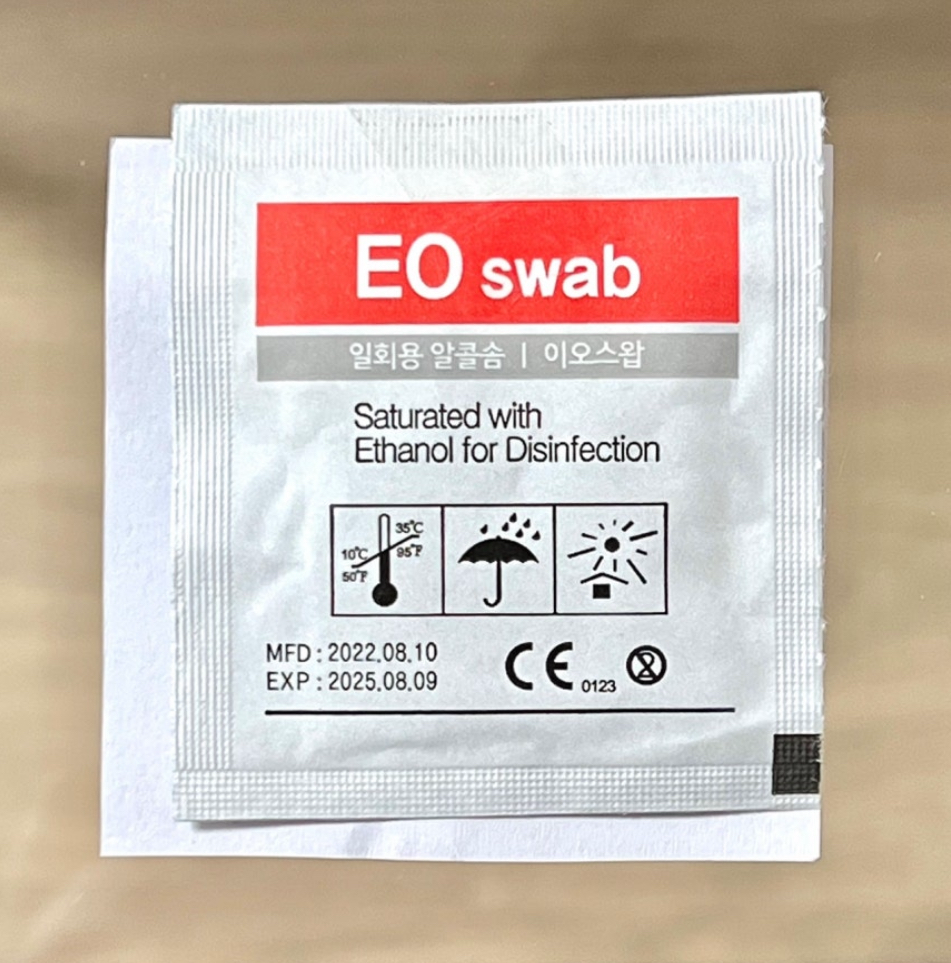 EO swab
일회용 알콜솜 | 이오스왑
Saturated with
Ethanol for Disinfection
35°C
10°C 95°F
50°F
MFD : 2022.08.10
EXP : 2025.08.09
CE 0123 2